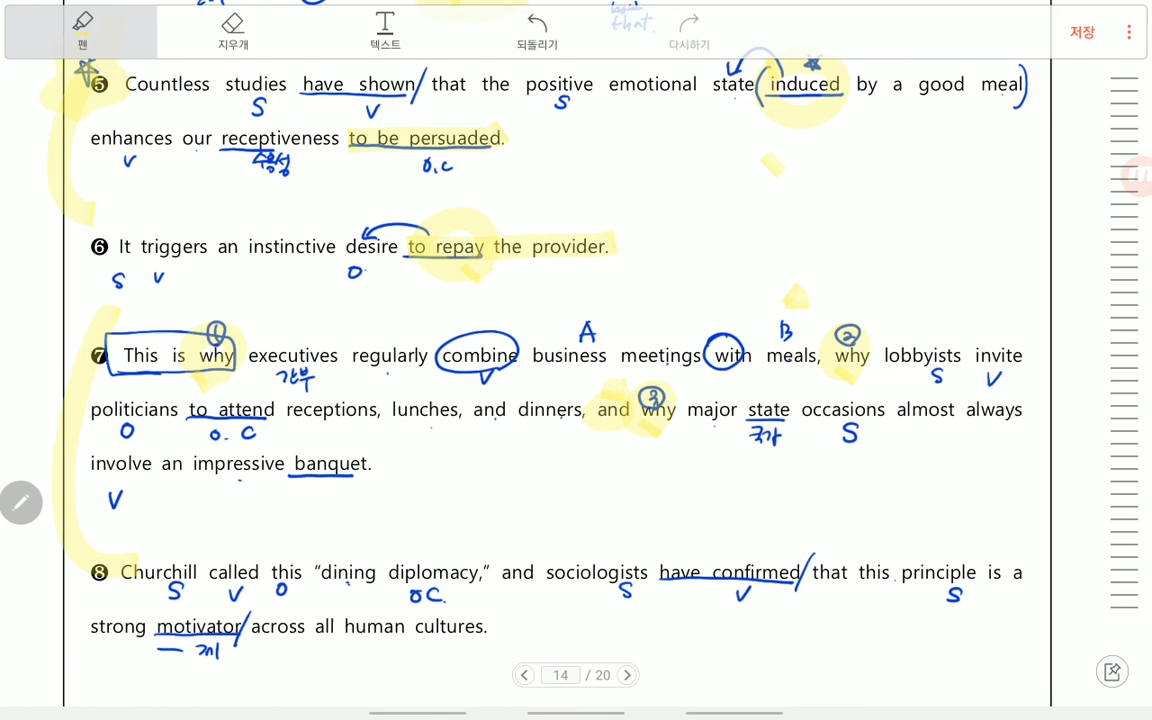 that.
펜 지우개 텍스트 되돌리기 다시하기 저장
❺ Countless studies have shown/ that the positive emotional state (induced by a good meal)
S V S
enhances our receptiveness to be persuaded.
V 수용성 O.C
❻ It triggers an instinctive desire to repay the provider.
S V O
① A B ②
❼ This is why executives regularly combine business meetings with meals, why lobbyists invite
간부 V S V
③
politicians to attend receptions, lunches, and dinners, and why major state occasions almost always
O O.C 국가 S
involve an impressive banquet.
V
❽ Churchill called this “dining diplomacy,” and sociologists have confirmed/ that this principle is a
S V O OC. S V S
strong motivator/ across all human cultures.
14 / 20